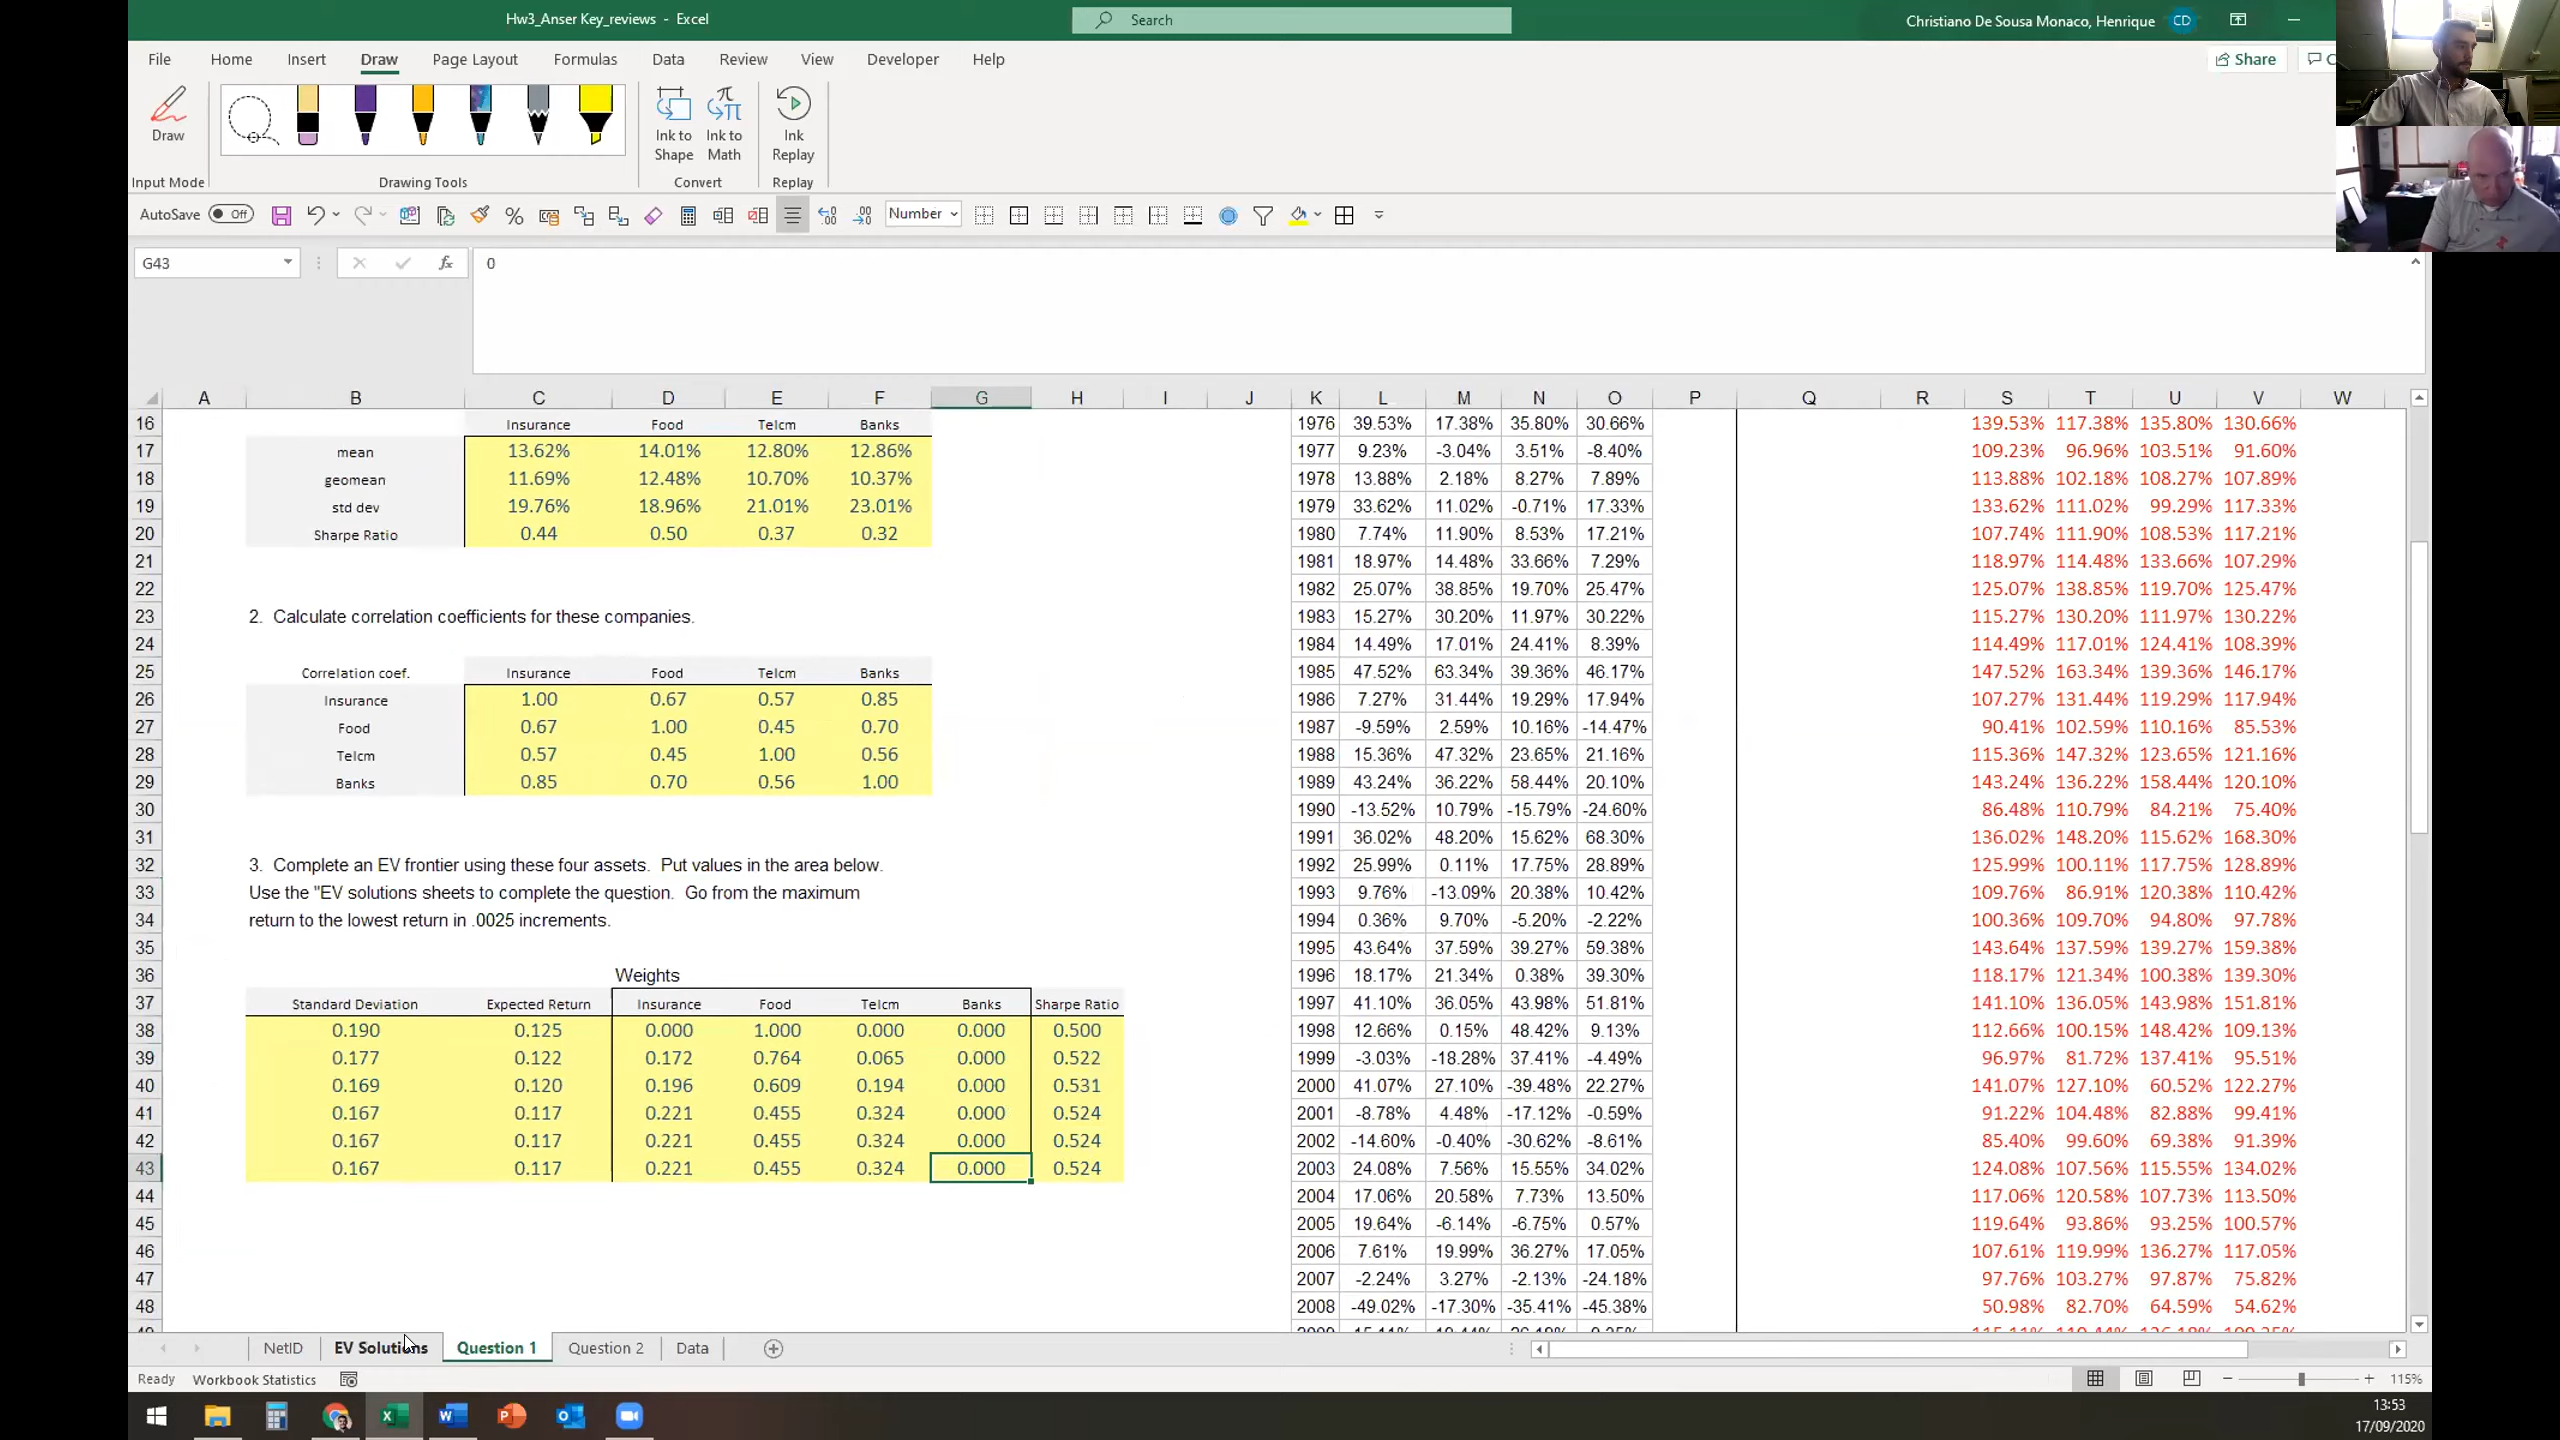 Hw3_Anser Key_reviews - Excel
Search
Christiano De Sousa Monaco, Henrique CD
File Home Insert Draw Page Layout Formulas Data Review View Developer Help
Share
Draw
Ink to Shape
Ink to Math
Ink Replay
Input Mode
Drawing Tools
Convert
Replay
AutoSave Off
Number
G43
0
A B C D E F G H I J K L M N O P Q R S T U V W
16 Insurance Food Telcm Banks 1976 39.53% 17.38% 35.80% 30.66% 139.53% 117.38% 135.80% 130.66%
17 mean 13.62% 14.01% 12.80% 12.86% 1977 9.23% -3.04% 3.51% -8.40% 109.23% 96.96% 103.51% 91.60%
18 geomean 11.69% 12.48% 10.70% 10.37% 1978 13.88% 2.18% 8.27% 7.89% 113.88% 102.18% 108.27% 107.89%
19 std dev 19.76% 18.96% 21.01% 23.01% 1979 33.62% 11.02% -0.71% 17.33% 133.62% 111.02% 99.29% 117.33%
20 Sharpe Ratio 0.44 0.50 0.37 0.32 1980 7.74% 11.90% 8.53% 17.21% 107.74% 111.90% 108.53% 117.21%
21 1981 18.97% 14.48% 33.66% 7.29% 118.97% 114.48% 133.66% 107.29%
22 1982 25.07% 38.85% 19.70% 25.47% 125.07% 138.85% 119.70% 125.47%
23 2. Calculate correlation coefficients for these companies. 1983 15.27% 30.20% 11.97% 30.22% 115.27% 130.20% 111.97% 130.22%
24 1984 14.49% 17.01% 24.41% 8.39% 114.49% 117.01% 124.41% 108.39%
25 Correlation coef. Insurance Food Telcm Banks 1985 47.52% 63.34% 39.36% 46.17% 147.52% 163.34% 139.36% 146.17%
26 Insurance 1.00 0.67 0.57 0.85 1986 7.27% 31.44% 19.29% 17.94% 107.27% 131.44% 119.29% 117.94%
27 Food 0.67 1.00 0.45 0.70 1987 -9.59% 2.59% 10.16% -14.47% 90.41% 102.59% 110.16% 85.53%
28 Telcm 0.57 0.45 1.00 0.56 1988 15.36% 47.32% 23.65% 21.16% 115.36% 147.32% 123.65% 121.16%
29 Banks 0.85 0.70 0.56 1.00 1989 43.24% 36.22% 58.44% 20.10% 143.24% 136.22% 158.44% 120.10%
30 1990 -13.52% 10.79% -15.79% -24.60% 86.48% 110.79% 84.21% 75.40%
31 1991 36.02% 48.20% 15.62% 68.30% 136.02% 148.20% 115.62% 168.30%
32 3. Complete an EV frontier using these four assets. Put values in the area below. 1992 25.99% 0.11% 17.75% 28.89% 125.99% 100.11% 117.75% 128.89%
33 Use the "EV solutions sheets to complete the question. Go from the maximum 1993 9.76% -13.09% 20.38% 10.42% 109.76% 86.91% 120.38% 110.42%
34 return to the lowest return in .0025 increments. 1994 0.36% 9.70% -5.20% -2.22% 100.36% 109.70% 94.80% 97.78%
35 1995 43.64% 37.59% 39.27% 59.38% 143.64% 137.59% 139.27% 159.38%
36 Weights 1996 18.17% 21.34% 0.38% 39.30% 118.17% 121.34% 100.38% 139.30%
37 Standard Deviation Expected Return Insurance Food Telcm Banks Sharpe Ratio 1997 41.10% 36.05% 43.98% 51.81% 141.10% 136.05% 143.98% 151.81%
38 0.190 0.125 0.000 1.000 0.000 0.000 0.500 1998 12.66% 0.15% 48.42% 9.13% 112.66% 100.15% 148.42% 109.13%
39 0.177 0.122 0.172 0.764 0.065 0.000 0.522 1999 -3.03% -18.28% 37.41% -4.49% 96.97% 81.72% 137.41% 95.51%
40 0.169 0.120 0.196 0.609 0.194 0.000 0.531 2000 41.07% 27.10% -39.48% 22.27% 141.07% 127.10% 60.52% 122.27%
41 0.167 0.117 0.221 0.455 0.324 0.000 0.524 2001 -8.78% 4.48% -17.12% -0.59% 91.22% 104.48% 82.88% 99.41%
42 0.167 0.117 0.221 0.455 0.324 0.000 0.524 2002 -14.60% -0.40% -30.62% -8.61% 85.40% 99.60% 69.38% 91.39%
43 0.167 0.117 0.221 0.455 0.324 0.000 0.524 2003 24.08% 7.56% 15.55% 34.02% 124.08% 107.56% 115.55% 134.02%
44 2004 17.06% 20.58% 7.73% 13.50% 117.06% 120.58% 107.73% 113.50%
45 2005 19.64% -6.14% -6.75% 0.57% 119.64% 93.86% 93.25% 100.57%
46 2006 7.61% 19.99% 36.27% 17.05% 107.61% 119.99% 136.27% 117.05%
47 2007 -2.24% 3.27% -2.13% -24.18% 97.76% 103.27% 97.87% 75.82%
48 2008 -49.02% -17.30% -35.41% -45.38% 50.98% 82.70% 64.59% 54.62%
NetID EV Solutions Question 1 Question 2 Data
Ready Workbook Statistics 115%
13:53
17/09/2020